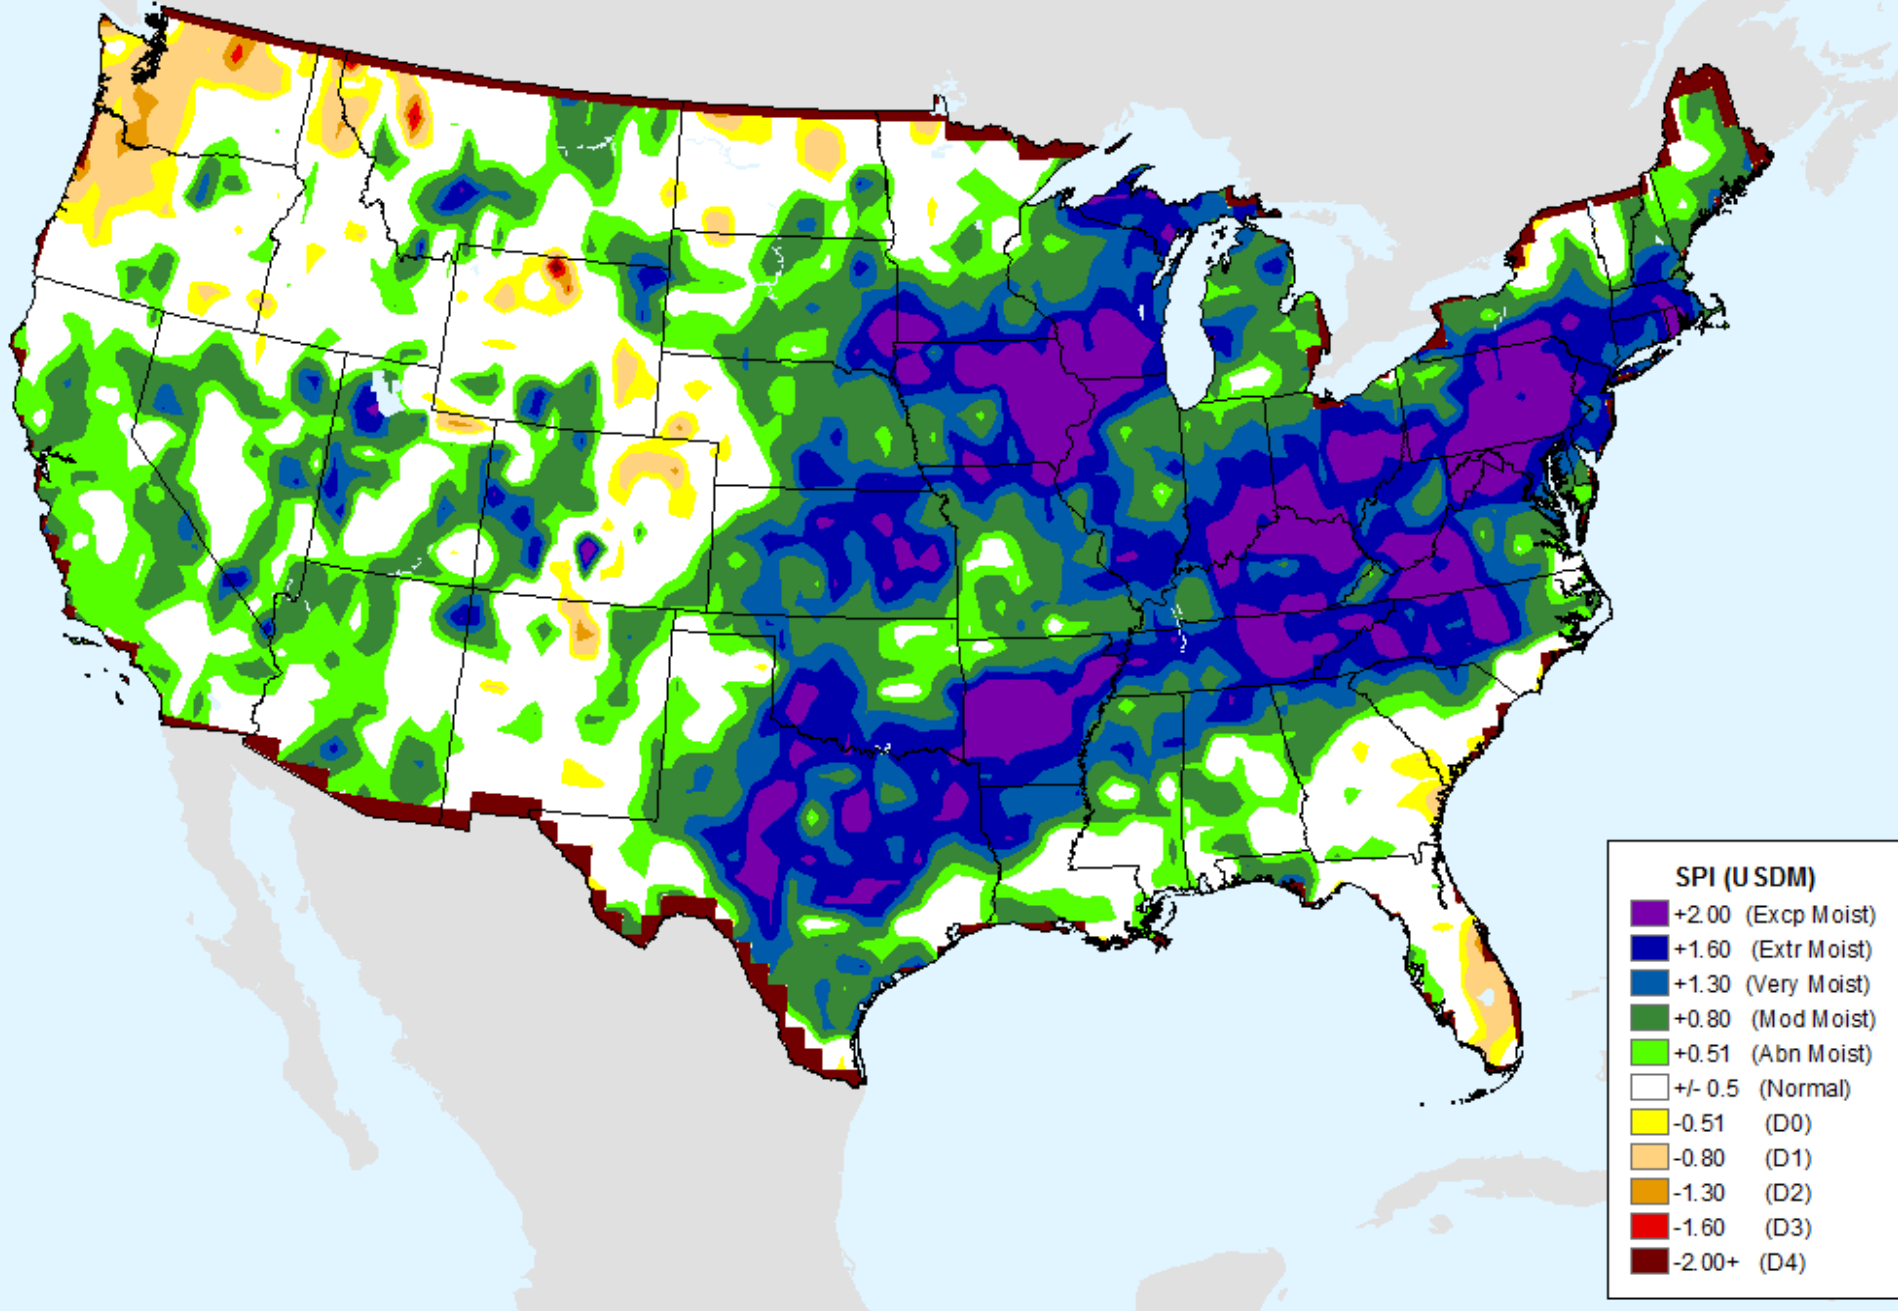 SPI (USDM)
+2.00 (Excp Moist)
+1.60 (Extr Moist)
+1.30 (Very Moist)
+0.80 (Mod Moist)
+0.51 (Abn Moist)
+/- 0.5 (Normal)
-0.51 (D0)
-0.80 (D1)
-1.30 (D2)
-1.60 (D3)
-2.00+ (D4)